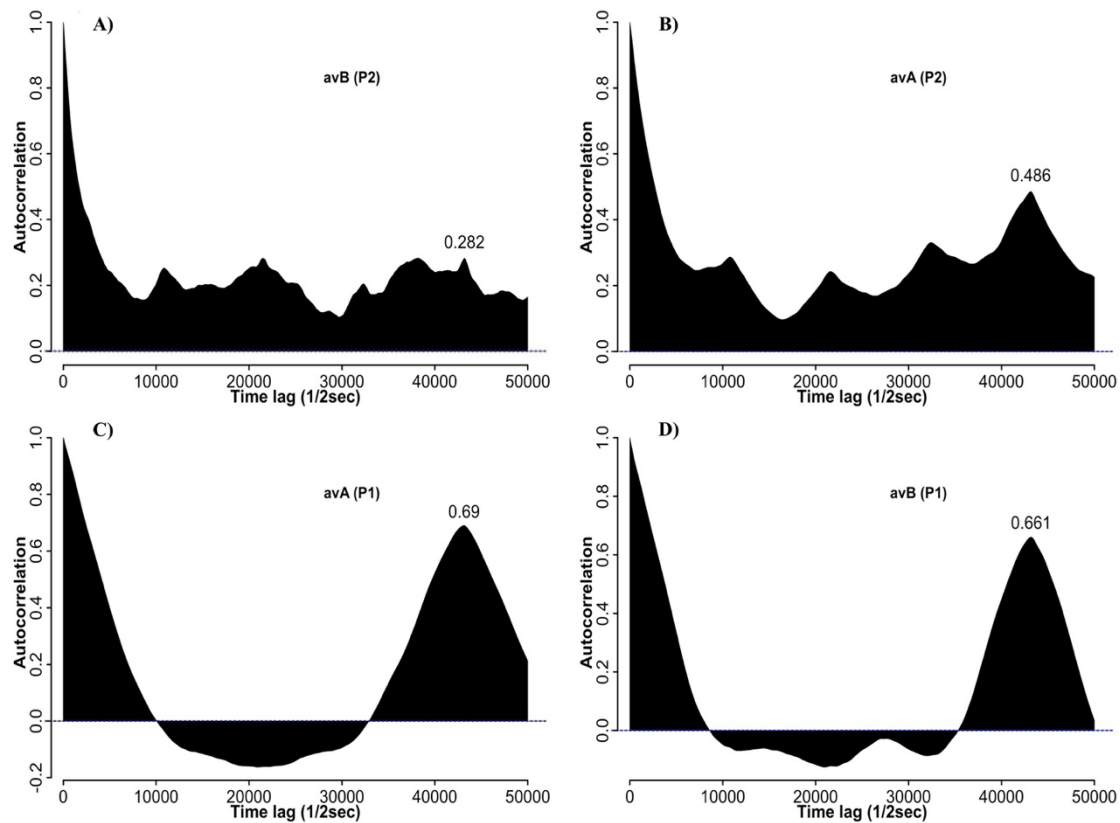 A)
avB (P2)
0.282
Autocorrelation
0.0 0.2 0.4 0.6 0.8 1.0
0 10000 20000 30000 40000 50000
Time lag (1/2sec)
B)
avA (P2)
0.486
Autocorrelation
0.0 0.2 0.4 0.6 0.8 1.0
0 10000 20000 30000 40000 50000
Time lag (1/2sec)
C)
avA (P1)
0.69
Autocorrelation
-0.2 0.0 0.2 0.4 0.6 0.8 1.0
0 10000 20000 30000 40000 50000
Time lag (1/2sec)
D)
avB (P1)
0.661
Autocorrelation
0.0 0.2 0.4 0.6 0.8 1.0
0 10000 20000 30000 40000 50000
Time lag (1/2sec)